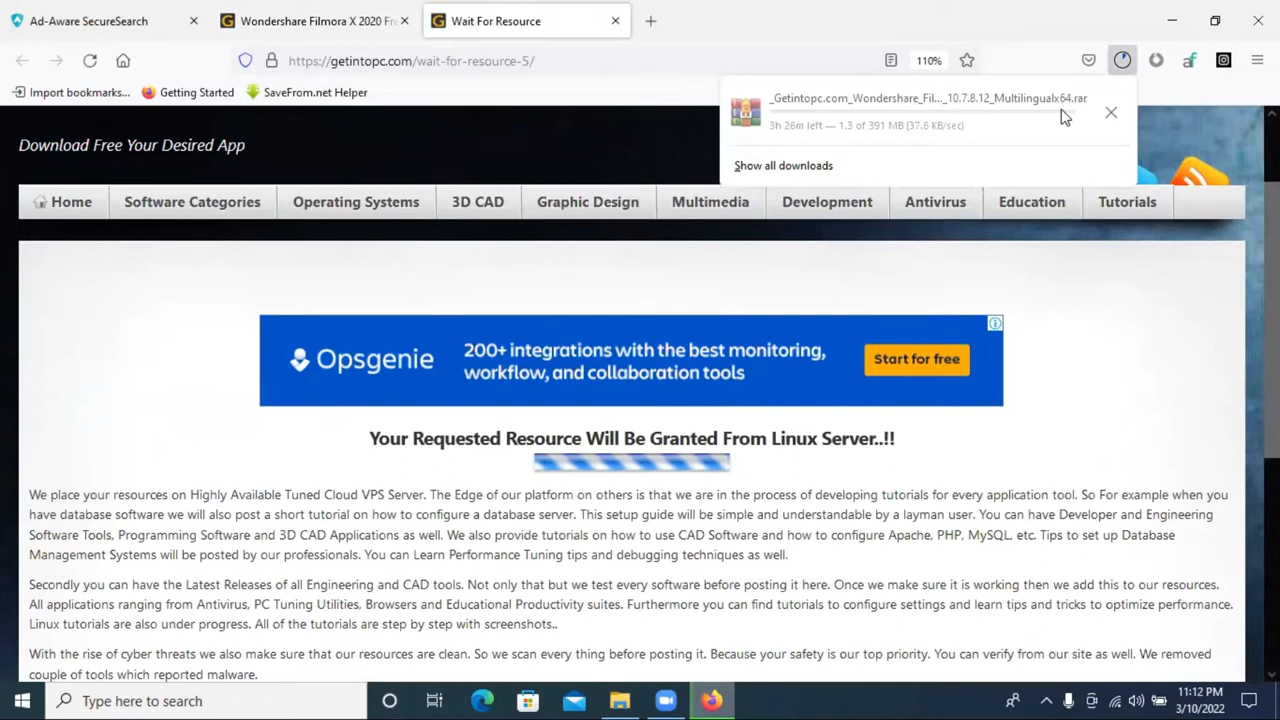 Ad-Aware SecureSearch
Wondershare Filmora X 2020 Fre
Wait For Resource
https://getintopc.com/wait-for-resource-5/
110%
Import bookmarks...
Getting Started
SaveFrom.net Helper
_Getintopc.com_Wondershare_Fil..._10.7.8.12_Multilingualx64.rar
3h 26m left — 1.3 of 391 MB (37.6 KB/sec)
Show all downloads
Download Free Your Desired App
Home
Software Categories
Operating Systems
3D CAD
Graphic Design
Multimedia
Development
Antivirus
Education
Tutorials
Opsgenie
200+ integrations with the best monitoring,
workflow, and collaboration tools
Start for free
Your Requested Resource Will Be Granted From Linux Server..!!
We place your resources on Highly Available Tuned Cloud VPS Server. The Edge of our platform on others is that we are in the process of developing tutorials for every application tool. So For example when you
have database software we will also post a short tutorial on how to configure a database server. This setup guide will be simple and understandable by a layman user. You can have Developer and Engineering
Software Tools, Programming Software and 3D CAD Applications as well. We also provide tutorials on how to use CAD Software and how to configure Apache, PHP, MySQL, etc. Tips to set up Database
Management Systems will be posted by our professionals. You can Learn Performance Tuning tips and debugging techniques as well.
Secondly you can have the Latest Releases of all Engineering and CAD tools. Not only that but we test every software before posting it here. Once we make sure it is working then we add this to our resources.
All applications ranging from Antivirus, PC Tuning Utilities, Browsers and Educational Productivity suites. Furthermore you can find tutorials to configure settings and learn tips and tricks to optimize performance.
Linux tutorials are also under progress. All of the tutorials are step by step with screenshots..
With the rise of cyber threats we also make sure that our resources are clean. So we scan every thing before posting it. Because your safety is our top priority. You can verify from our site as well. We removed
couple of tools which reported malware.
Type here to search
11:12 PM
3/10/2022